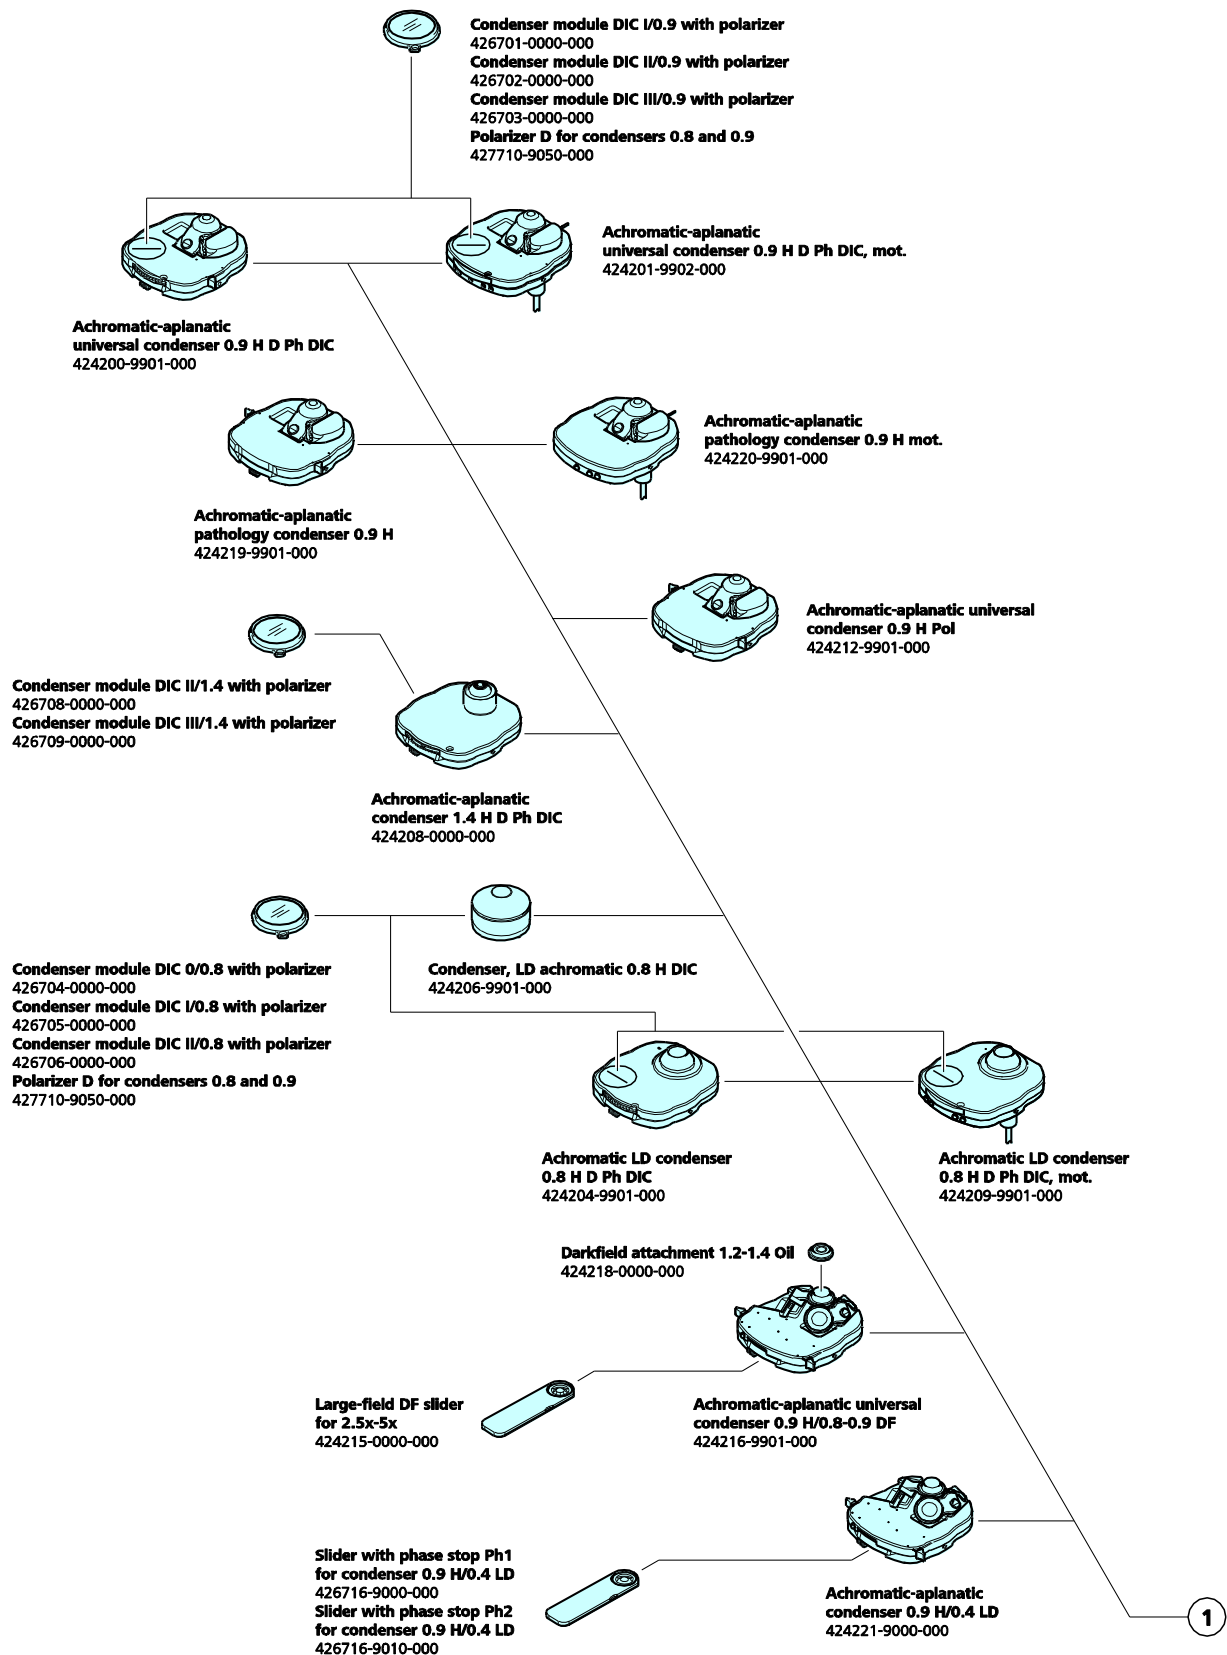 Condenser module DIC I/0.9 with polarizer
426701-0000-000
Condenser module DIC II/0.9 with polarizer
426702-0000-000
Condenser module DIC III/0.9 with polarizer
426703-0000-000
Polarizer D for condensers 0.8 and 0.9
427710-9050-000
Achromatic-aplanatic
universal condenser 0.9 H D Ph DIC, mot.
424201-9902-000
Achromatic-aplanatic
universal condenser 0.9 H D Ph DIC
424200-9901-000
Achromatic-aplanatic
pathology condenser 0.9 H mot.
424220-9901-000
Achromatic-aplanatic
pathology condenser 0.9 H
424219-9901-000
Achromatic-aplanatic universal
condenser 0.9 H Pol
424212-9901-000
Condenser module DIC II/1.4 with polarizer
426708-0000-000
Condenser module DIC III/1.4 with polarizer
426709-0000-000
Achromatic-aplanatic
condenser 1.4 H D Ph DIC
424208-0000-000
Condenser module DIC 0/0.8 with polarizer
426704-0000-000
Condenser module DIC I/0.8 with polarizer
426705-0000-000
Condenser module DIC II/0.8 with polarizer
426706-0000-000
Polarizer D for condensers 0.8 and 0.9
427710-9050-000
Condenser, LD achromatic 0.8 H DIC
424206-9901-000
Achromatic LD condenser
0.8 H D Ph DIC
424204-9901-000
Achromatic LD condenser
0.8 H D Ph DIC, mot.
424209-9901-000
Darkfield attachment 1.2-1.4 Oil
424218-0000-000
Large-field DF slider
for 2.5x-5x
424215-0000-000
Achromatic-aplanatic universal
condenser 0.9 H/0.8-0.9 DF
424216-9901-000
Slider with phase stop Ph1
for condenser 0.9 H/0.4 LD
426716-9000-000
Slider with phase stop Ph2
for condenser 0.9 H/0.4 LD
426716-9010-000
Achromatic-aplanatic
condenser 0.9 H/0.4 LD
424221-9000-000
1